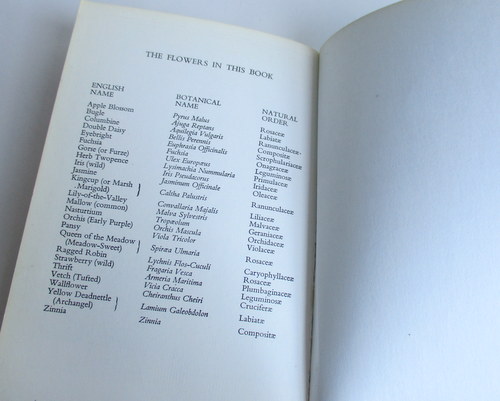 THE FLOWERS IN THIS BOOK
ENGLISH
NAME
Apple Blossom
Bugle
Columbine
Double Daisy
Eyebright
Fuchsia
Gorse (or Furze)
Herb Twopence
Iris (wild)
Jasmine
Kingcup (or Marsh
Marigold)
Lily-of-the-Valley
Mallow (common)
Nasturtium
Orchis (Early Purple)
Pansy
Queen of the Meadow
(Meadow-Sweet)
Ragged Robin
Strawberry (wild)
Thrift
Vetch (Tufted)
Wallflower
Yellow Deadnettle
(Archangel)
Zinnia
BOTANICAL
NAME
Pyrus Malus
Ajuga Reptans
Aquilegia Vulgaris
Bellis Perennis
Euphrasia Officinalis
Fuchsia
Ulex Europæus
Lysimachia Nummularia
Iris Pseudacorus
Jasminum Officinale
Caltha Palustris
Convallaria Majalis
Malva Sylvestris
Tropæolum
Orchis Mascula
Viola Tricolor
Spiræa Ulmaria
Lychnis Flos-Cuculi
Fragaria Vesca
Armeria Maritima
Vicia Cracca
Cheiranthus Cheiri
Lamium Galeobdolon
Zinnia
NATURAL
ORDER
Rosaceæ
Labiatæ
Ranunculaceæ
Compositæ
Scrophulariaceæ
Onagraceæ
Leguminosæ
Primulaceæ
Iridaceæ
Oleaceæ
Ranunculaceæ
Liliaceæ
Malvaceæ
Geraniaceæ
Orchidaceæ
Violaceæ
Rosaceæ
Caryophyllaceæ
Rosaceæ
Plumbaginaceæ
Leguminosæ
Cruciferæ
Labiatæ
Compositæ